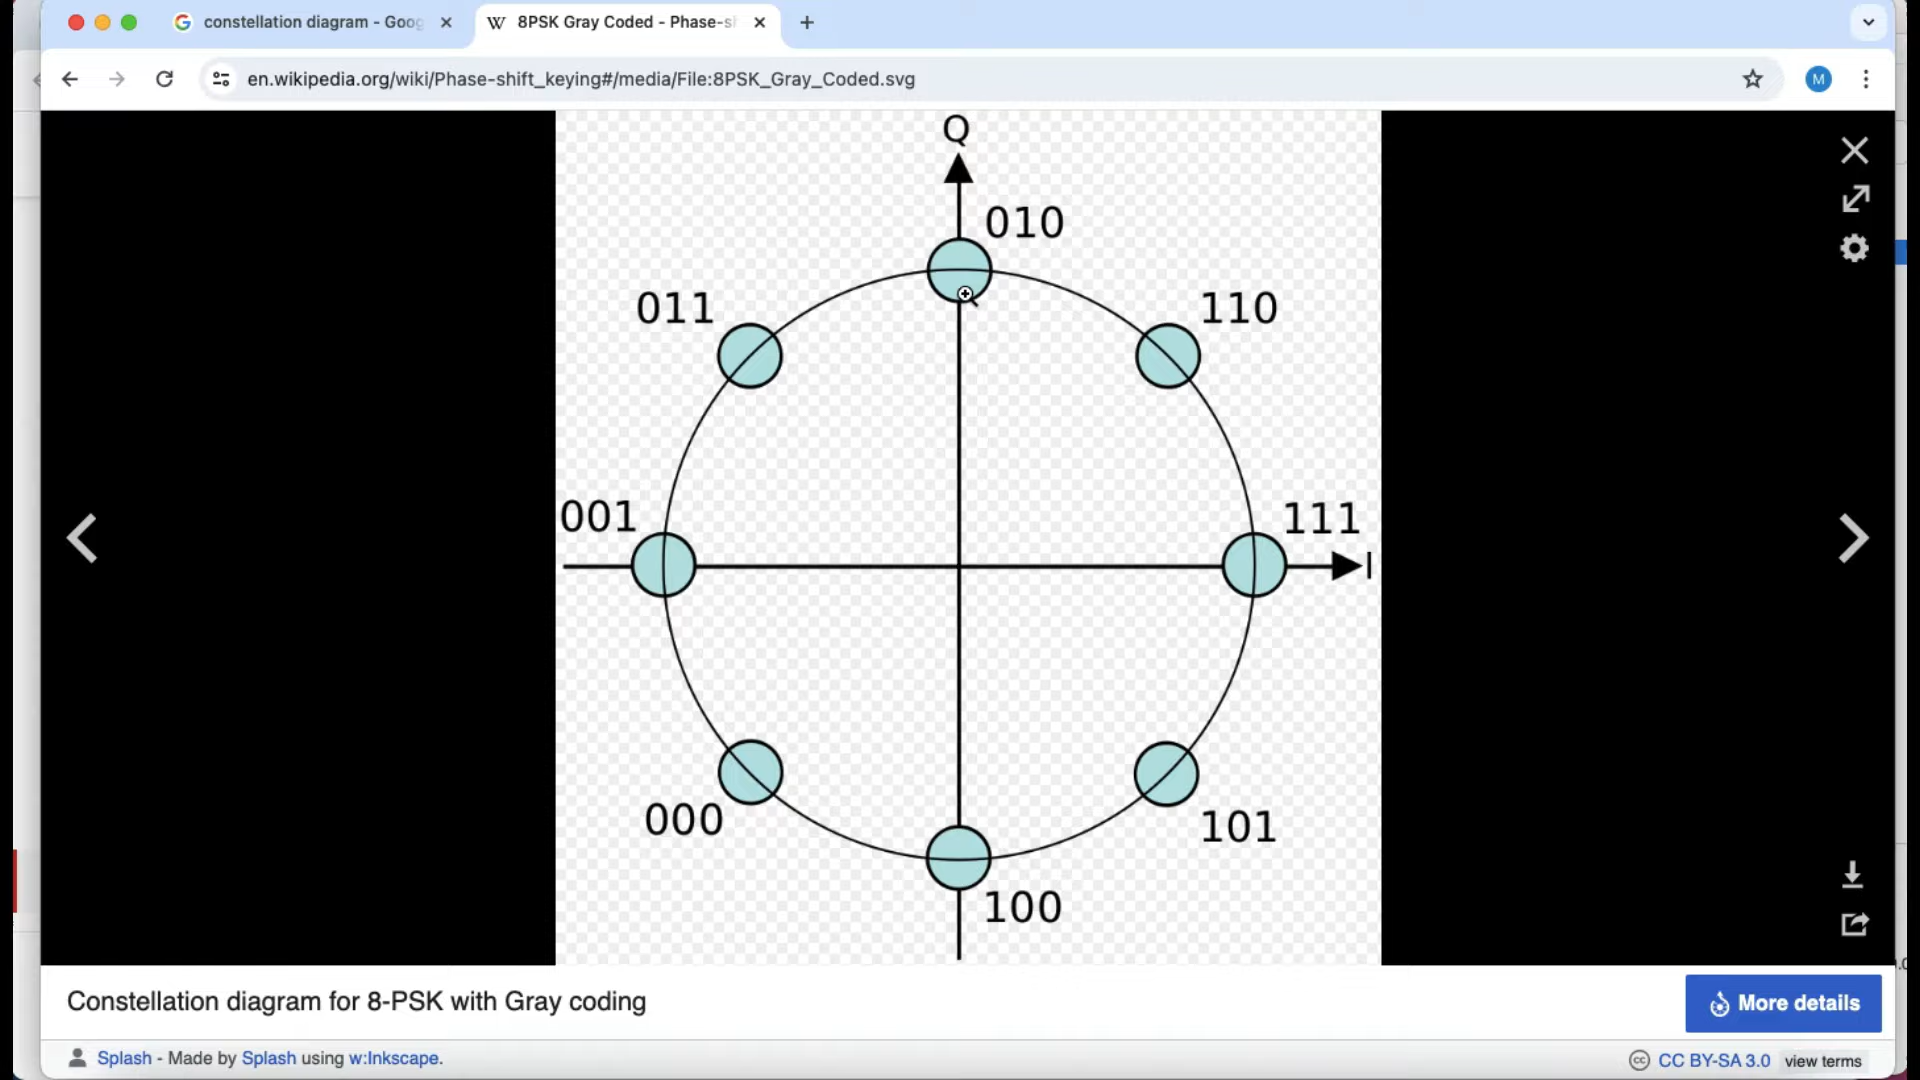 constellation diagram - Goog
8PSK Gray Coded - Phase-s
en.wikipedia.org/wiki/Phase-shift_keying#/media/File:8PSK_Gray_Coded.svg
M
Q
010
011
110
001
111
I
000
101
100
Constellation diagram for 8-PSK with Gray coding
More details
Splash - Made by Splash using w:Inkscape.
CC BY-SA 3.0 view terms